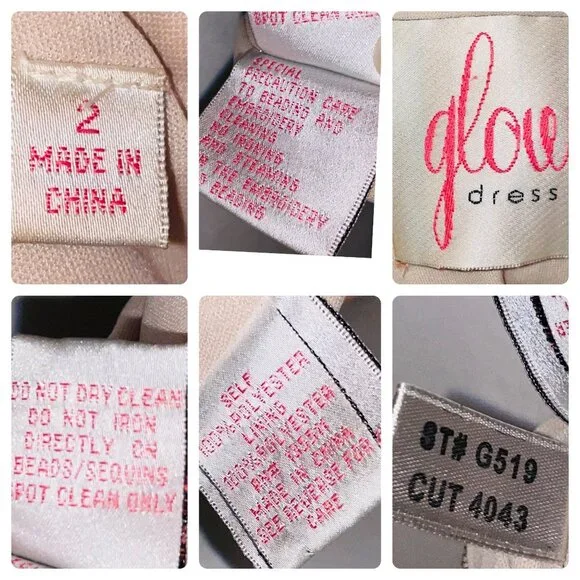 2
MADE IN
CHINA
SPOT CLEAN ONLY
SPECIAL
PRECAUTION CARE
TO BEADING AND
EMBROIDERY
CLEANING
NO IRONING
AND STEAMING
THE EMBROIDERY
BEADING
glow
dress
DO NOT DRY CLEAN
DO NOT IRON
DIRECTLY ON
BEADS/SEQUINS
SPOT CLEAN ONLY
SELF
100% POLYESTER
LINING
100% POLYESTER
MADE IN CHINA
SEE REVERSE FOR
CARE
ST# G519
CUT 4043